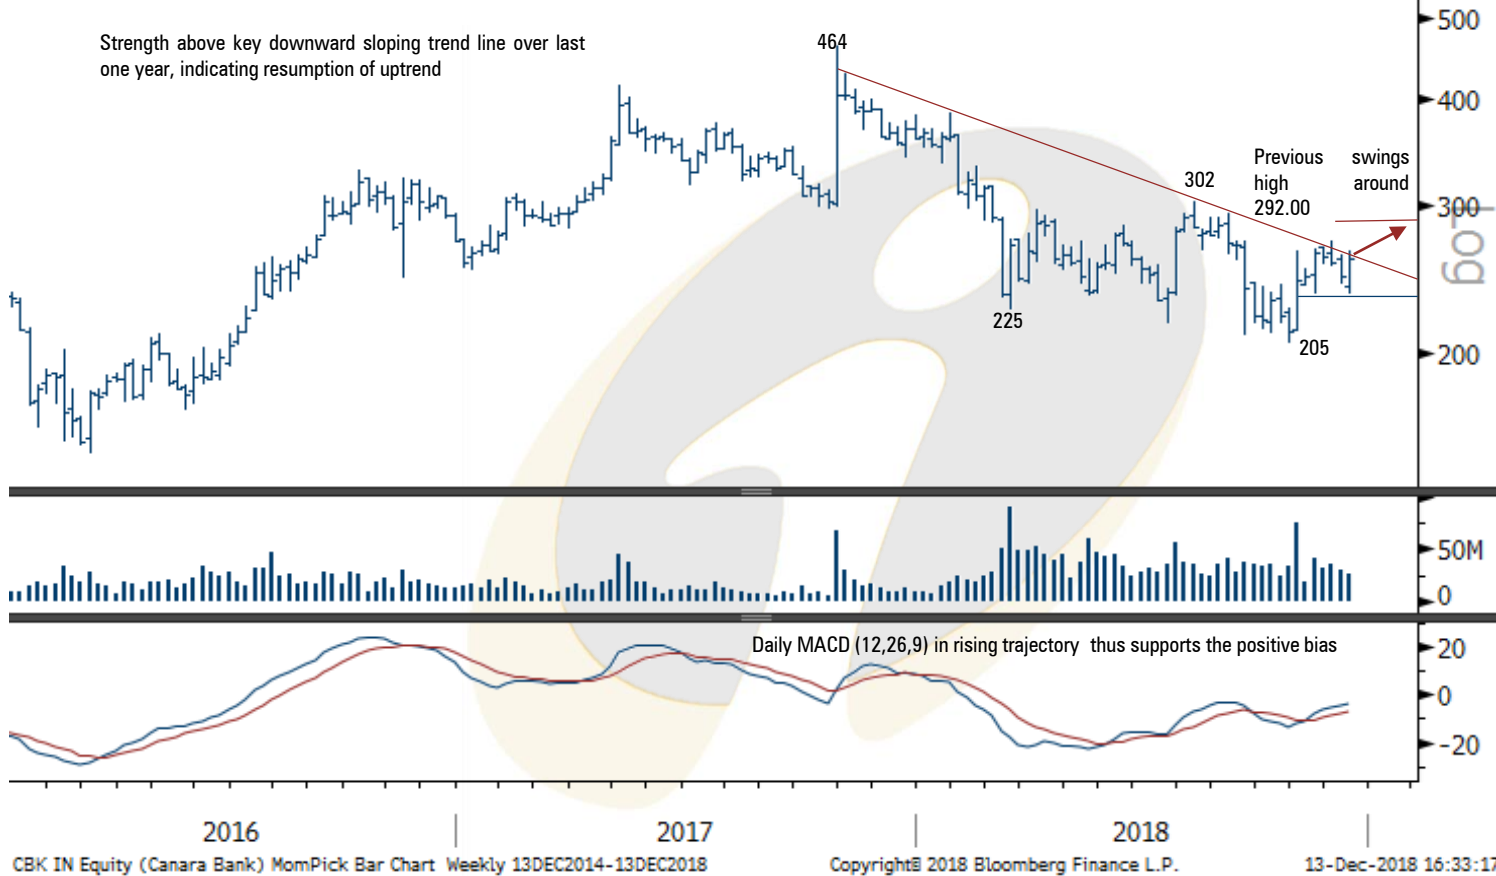 Strength above key downward sloping trend line over last
one year, indicating resumption of uptrend
464
302
Previous swings
high around
292.00
225
205
500
400
300
200
Log
50M
0
Daily MACD (12,26,9) in rising trajectory thus supports the positive bias
20
0
-20
2016 2017 2018
CBK IN Equity (Canara Bank) MomPick Bar Chart Weekly 13DEC2014-13DEC2018 Copyright© 2018 Bloomberg Finance L.P. 13-Dec-2018 16:33:17